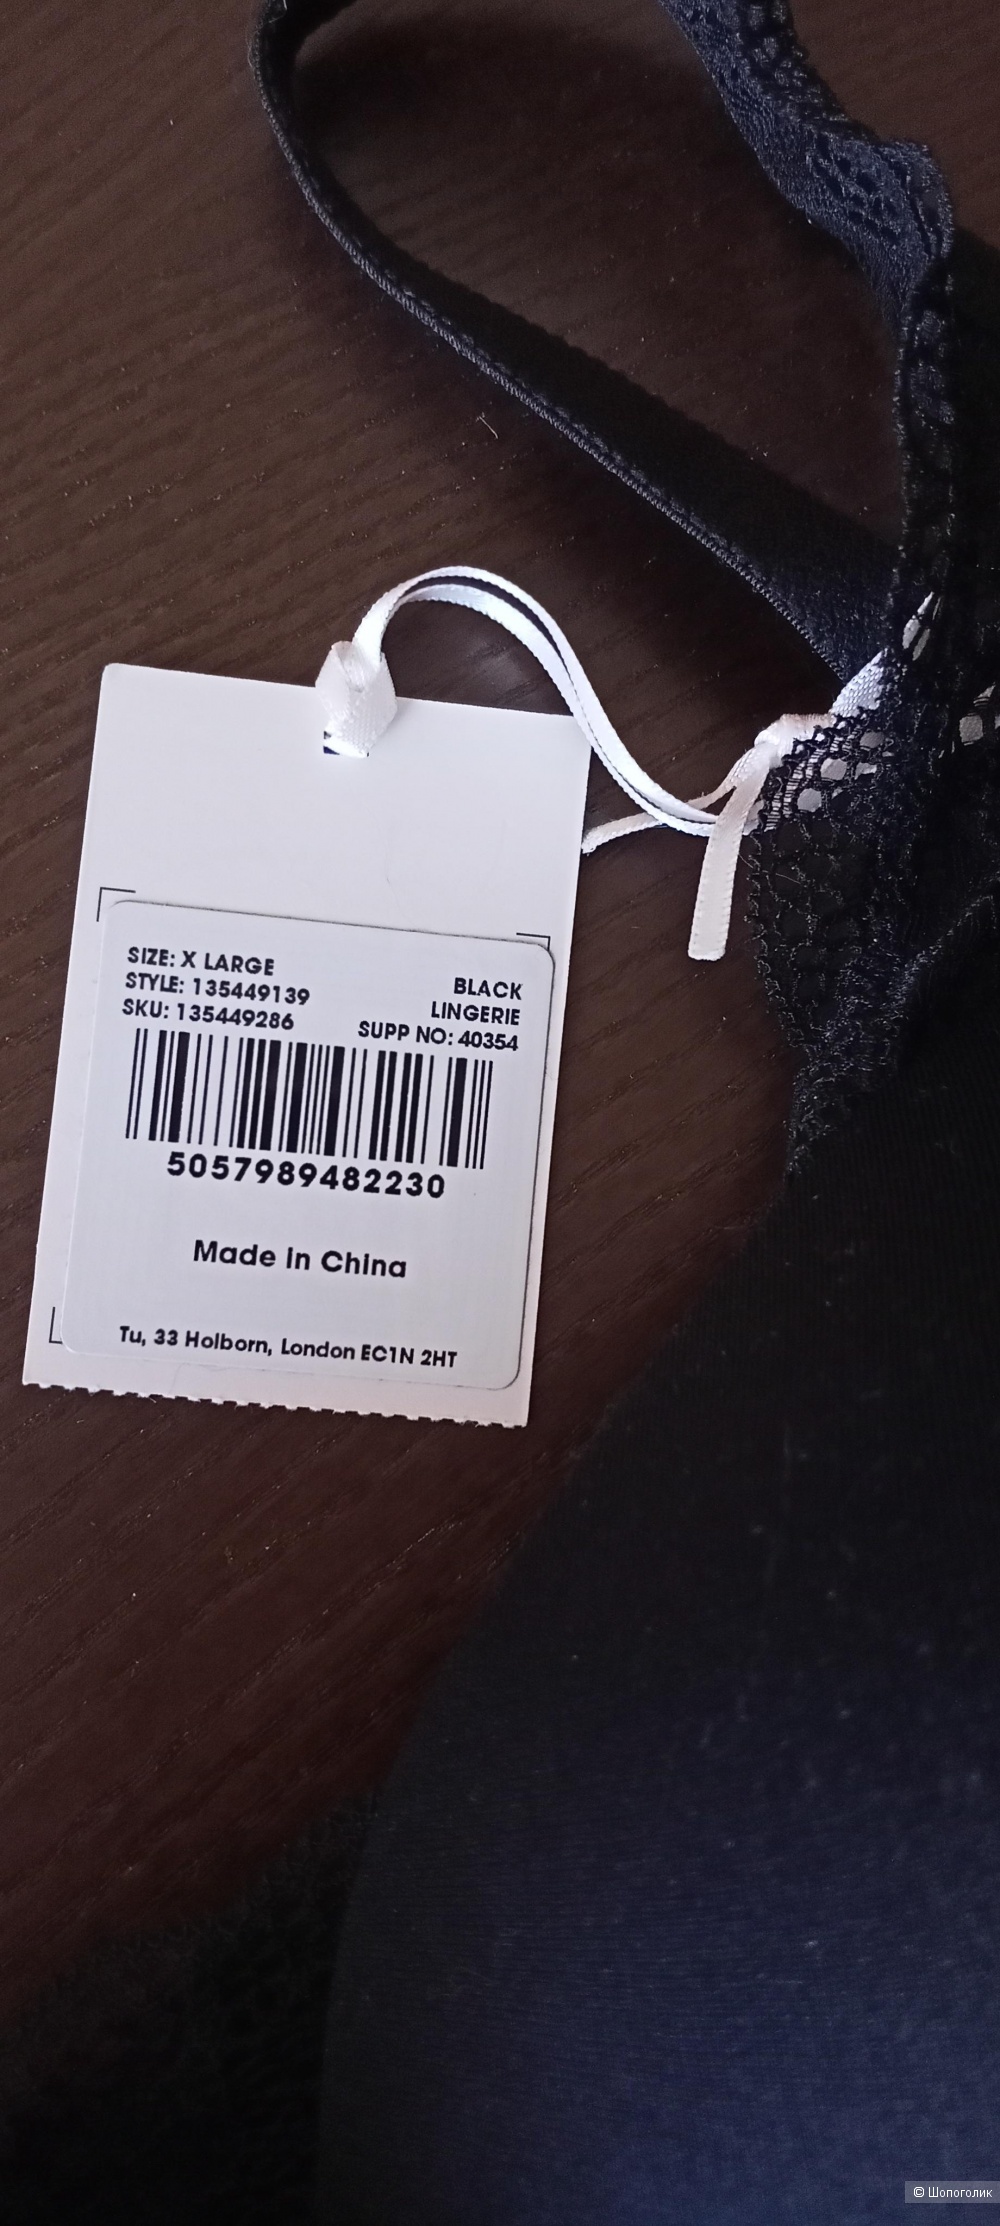 SIZE: X LARGE
STYLE: 135449139
SKU: 135449286
BLACK
LINGERIE
SUPP NO: 40354
5057989482230
Made in China
Tu, 33 Holborn, London EC1N 2HT
© Шопоголик